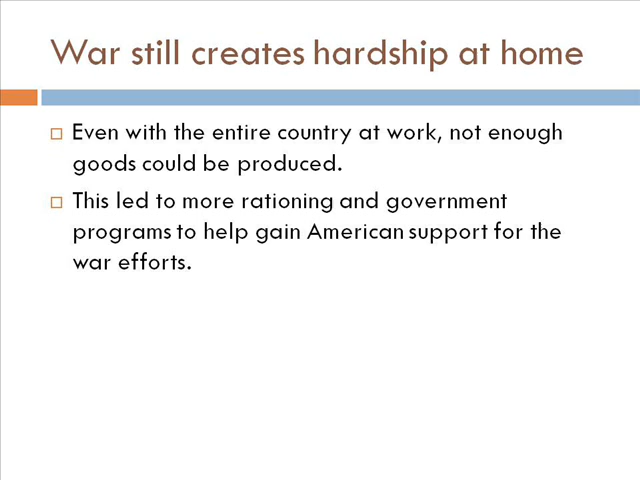 War still creates hardship at home
Even with the entire country at work, not enough
goods could be produced.
This led to more rationing and government
programs to help gain American support for the
war efforts.